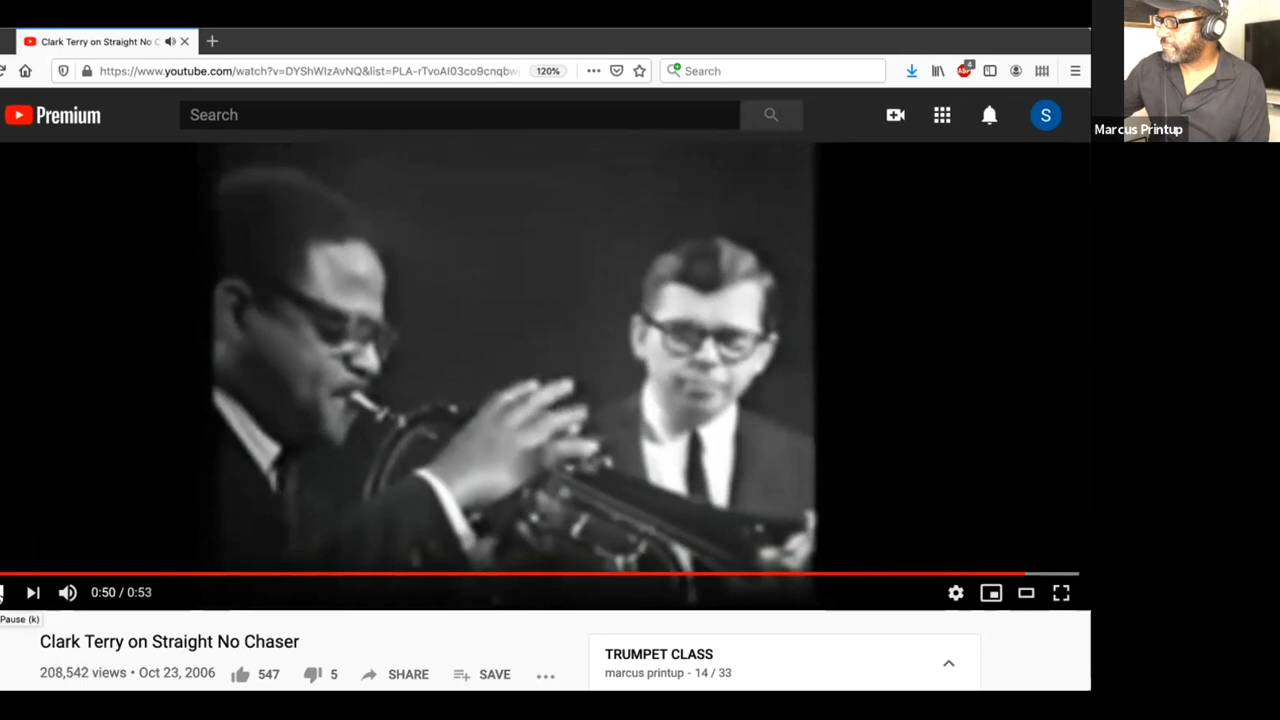 Clark Terry on Straight No C
https://www.youtube.com/watch?v=DYShWIzAvNQ&list=PLA-rTvoAI03co9cnqbw
120%
Search
ABP
4
Premium
Search
S
Marcus Printup
0:50 / 0:53
Pause (k)
Clark Terry on Straight No Chaser
208,542 views • Oct 23, 2006
547
5
SHARE
SAVE
TRUMPET CLASS
marcus printup - 14 / 33